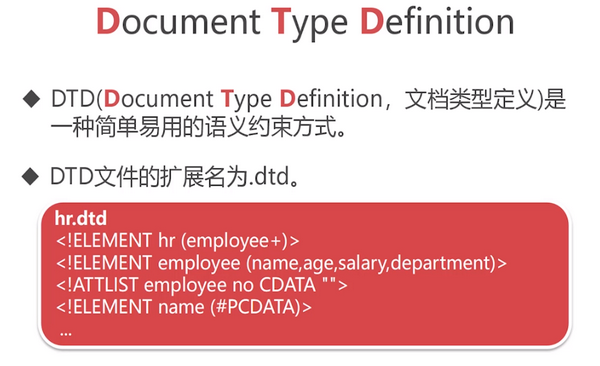 Document Type Definition
◆ DTD(Document Type Definition，文档类型定义)是
一种简单易用的语义约束方式。
◆ DTD文件的扩展名为.dtd。
hr.dtd
<!ELEMENT hr (employee+)>
<!ELEMENT employee (name,age,salary,department)>
<!ATTLIST employee no CDATA "">
<!ELEMENT name (#PCDATA)>
...